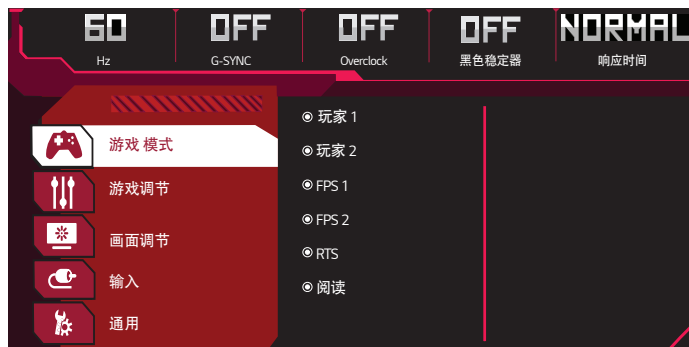 60 OFF OFF OFF NORMAL
Hz G-SYNC Overclock 黑色稳定器 响应时间
玩家 1
游戏 模式
玩家 2
游戏调节
FPS 1
FPS 2
画面调节
RTS
输入
阅读
通用